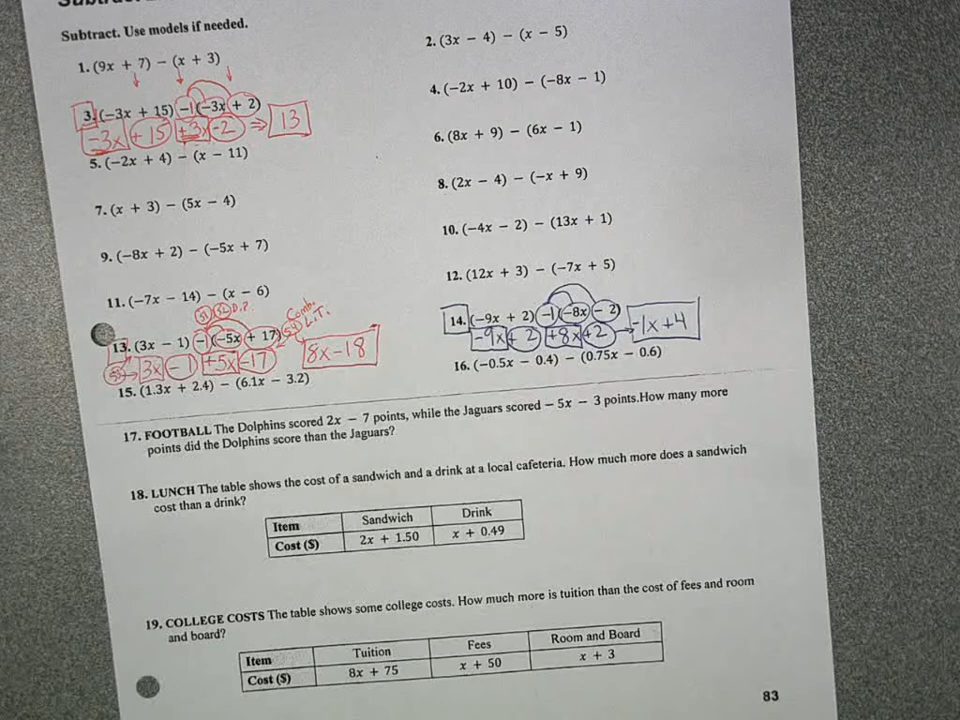 Subtract. Use models if needed.
1. (9x + 7) − (x + 3)
2. (3x − 4) − (x − 5)
3. (−3x + 15) −1(−3x + 2)
−3x + 15 +3x −2 ⇒ 13
4. (−2x + 10) − (−8x − 1)
5. (−2x + 4) − (x − 11)
6. (8x + 9) − (6x − 1)
7. (x + 3) − (5x − 4)
8. (2x − 4) − (−x + 9)
9. (−8x + 2) − (−5x + 7)
10. (−4x − 2) − (13x + 1)
11. (−7x − 14) − (x − 6)
12. (12x + 3) − (−7x + 5)
S1 S2 D.P. Comb. L.T.
13. (3x − 1) −1(−5x + 17)
S3 → 3x −1 +5x −17 S4 8x −18
14. (−9x + 2) −1(−8x − 2)
−9x + 2 +8x +2 → −1x +4
15. (1.3x + 2.4) − (6.1x − 3.2)
16. (−0.5x − 0.4) − (0.75x − 0.6)
17. FOOTBALL The Dolphins scored 2x − 7 points, while the Jaguars scored − 5x − 3 points.How many more
points did the Dolphins score than the Jaguars?
18. LUNCH The table shows the cost of a sandwich and a drink at a local cafeteria. How much more does a sandwich
cost than a drink?
Item Sandwich Drink
Cost ($) 2x + 1.50 x + 0.49
19. COLLEGE COSTS The table shows some college costs. How much more is tuition than the cost of fees and room
and board?
Item Tuition Fees Room and Board
Cost ($) 8x + 75 x + 50 x + 3
83